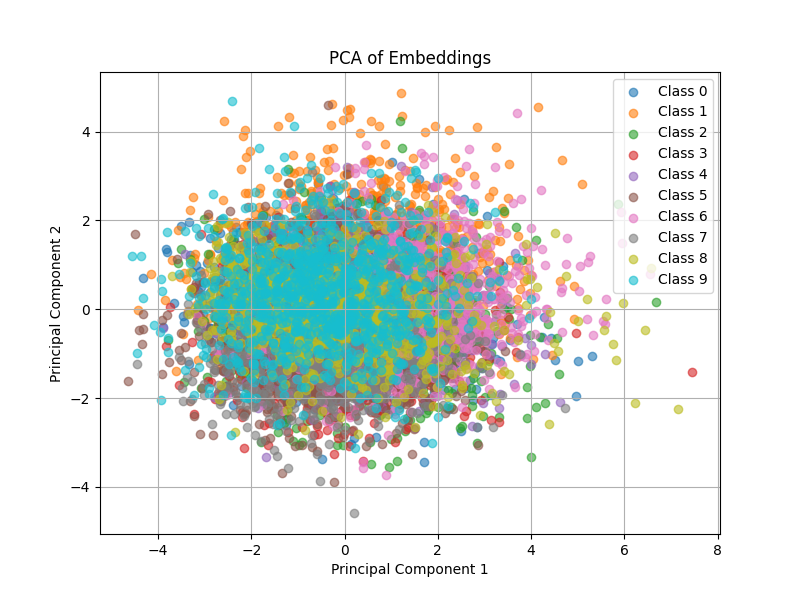 PCA of Embeddings
Class 0
Class 1
Class 2
Class 3
Class 4
Class 5
Class 6
Class 7
Class 8
Class 9
4
2
0
−2
−4
Principal Component 2
−4 −2 0 2 4 6 8
Principal Component 1